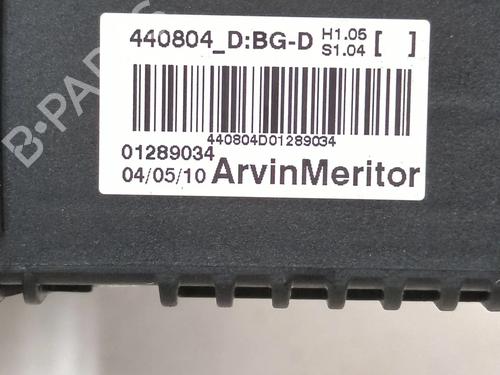 440804_D:BG-D H1.05 [ ]
S1.04
440804D01289034
01289034
04/05/10 ArvinMeritor
B-PARTS